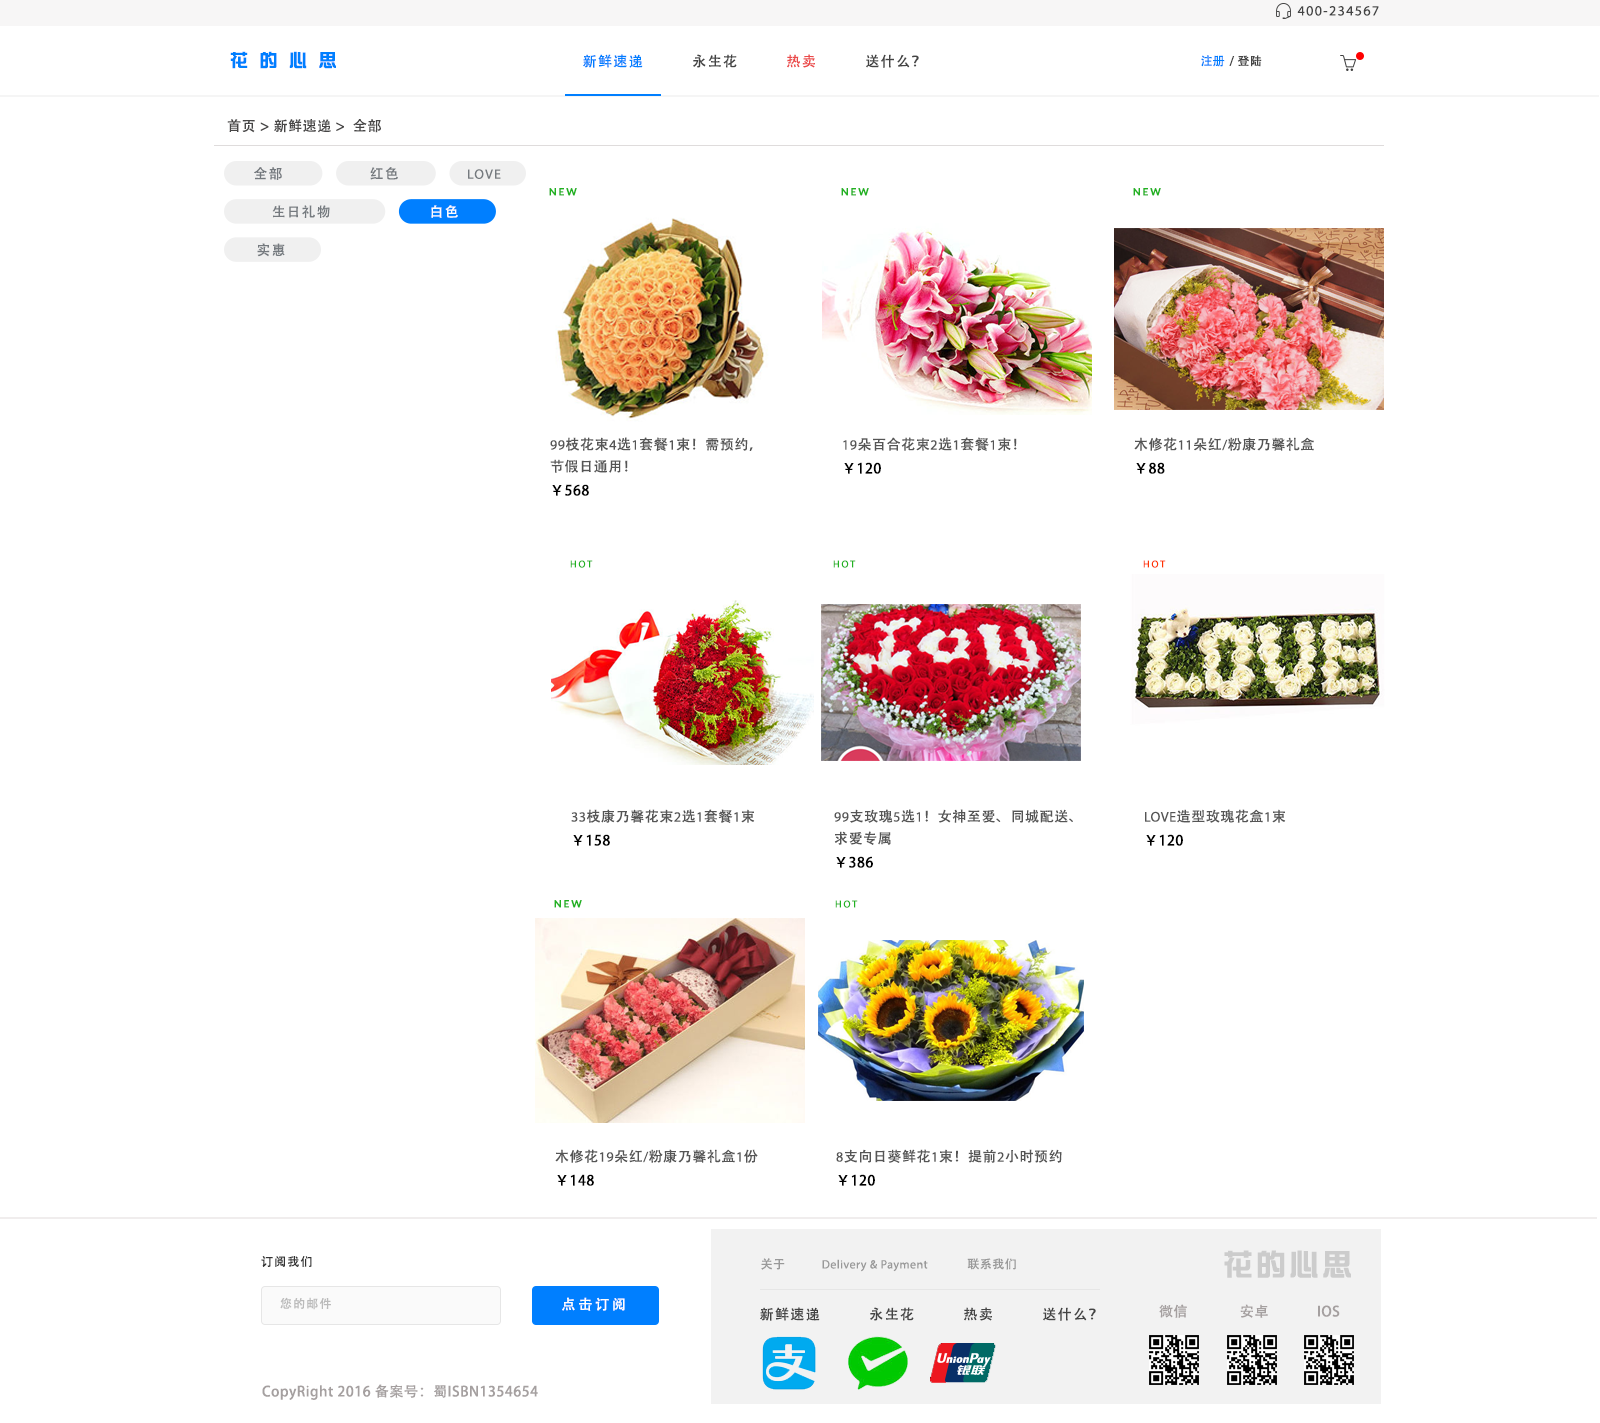 400-234567
花的心思
新鲜速递 永生花 热卖 送什么？
注册 / 登陆
首页 > 新鲜速递 > 全部
全部 红色 LOVE
生日礼物 白色
实惠
NEW
99枝花束4选1套餐1束！需预约，
节假日通用！
￥568
NEW
19朵百合花束2选1套餐1束！
￥120
NEW
木修花11朵红/粉康乃馨礼盒
￥88
HOT
33枝康乃馨花束2选1套餐1束
￥158
HOT
I O U
99支玫瑰5选1！女神至爱、同城配送、
求爱专属
￥386
HOT
LOVE
LOVE造型玫瑰花盒1束
￥120
NEW
木修花19朵红/粉康乃馨礼盒1份
￥148
HOT
8支向日葵鲜花1束！提前2小时预约
￥120
订阅我们
您的邮件
点击订阅
CopyRight 2016 备案号：蜀ISBN1354654
关于 Delivery & Payment 联系我们
新鲜速递 永生花 热卖 送什么？
支
UnionPay
银联
花的心思
微信 安卓 IOS